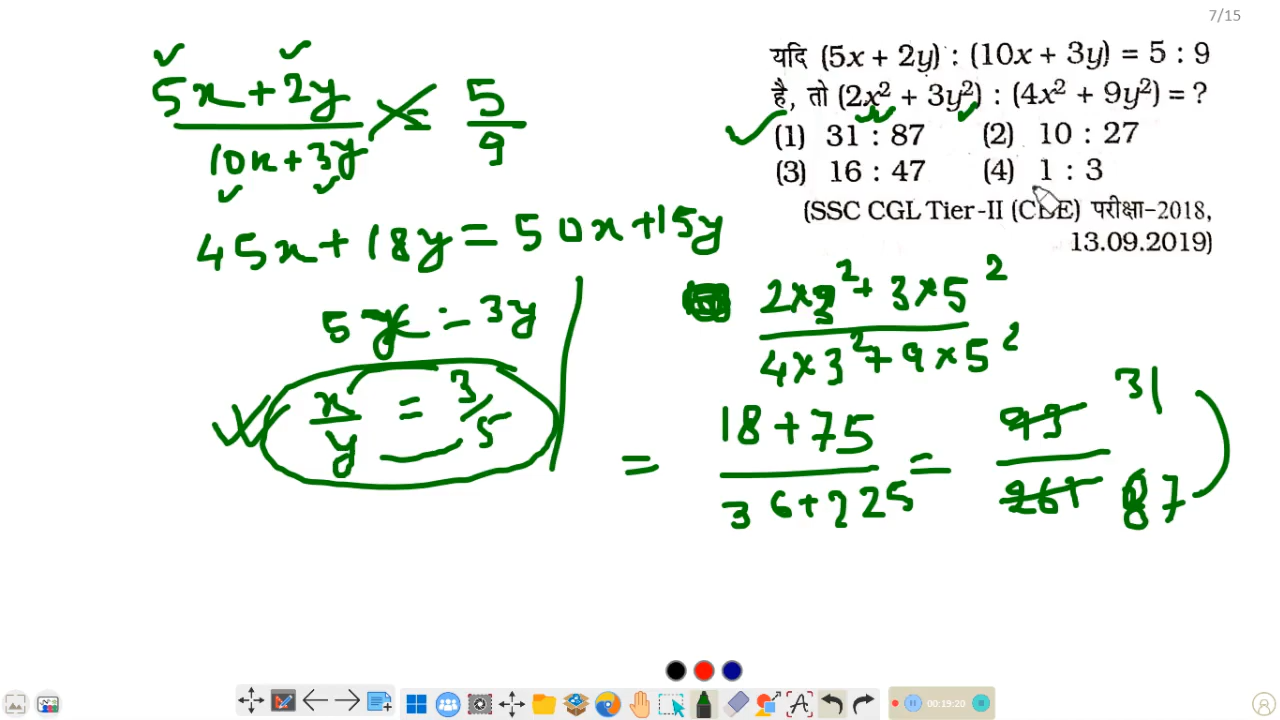 7/15
यदि (5x + 2y) : (10x + 3y) = 5 : 9
है, तो (2x² + 3y²) : (4x² + 9y²) = ?
(1) 31 : 87 (2) 10 : 27
(3) 16 : 47 (4) 1 : 3
(SSC CGL Tier-II (CBE) परीक्षा-2018,
13.09.2019)
5x + 2y = 5
10x + 3y 9
45x + 18y = 50x + 15y
5x = 3y
x = 3/5
y
2×3² + 3×5²
4×3² + 9×5²
= 18 + 75 = 93 31
36 + 225 261 87
00:19:20